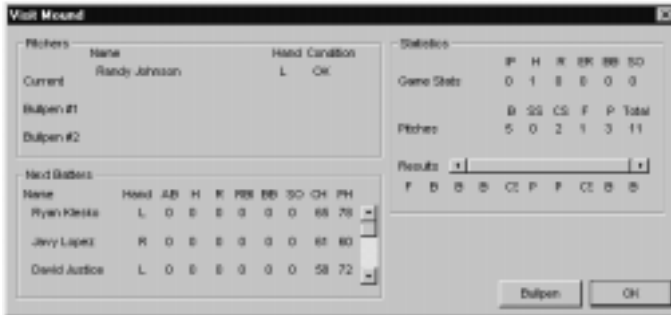 Visit Mound
Pitchers
Name Hand Condition
Current Randy Johnson L OK
Bullpen #1
Bullpen #2
Statistics
IP H R ER BB SO
Game Stats 0 1 0 0 0 0
B SS CS F P Total
Pitches 5 0 2 1 3 11
Results
F B B B CS P P CS B B
Next Batters
Name Hand AB H R RBI BB SO CH PH
Ryan Klesko L 0 0 0 0 0 0 78
Javy Lopez R 0 0 0 0 0 0 61
David Justice L 0 0 0 0 0 0 58 72
Bullpen OK